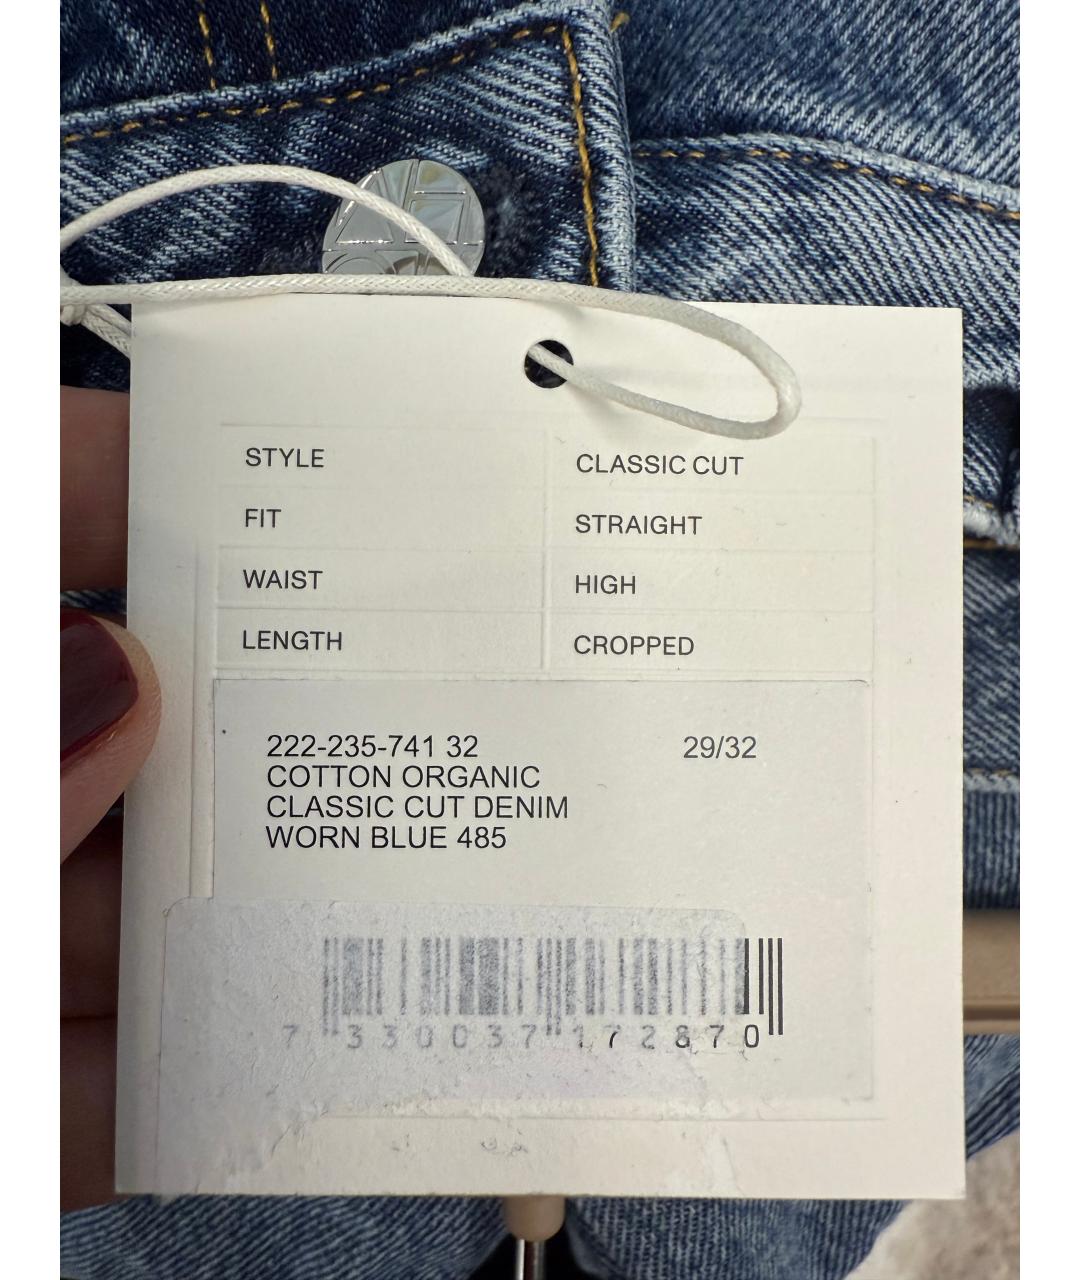 STYLE CLASSIC CUT
FIT STRAIGHT
WAIST HIGH
LENGTH CROPPED
222-235-741 32 29/32
COTTON ORGANIC
CLASSIC CUT DENIM
WORN BLUE 485
7 330037 172870